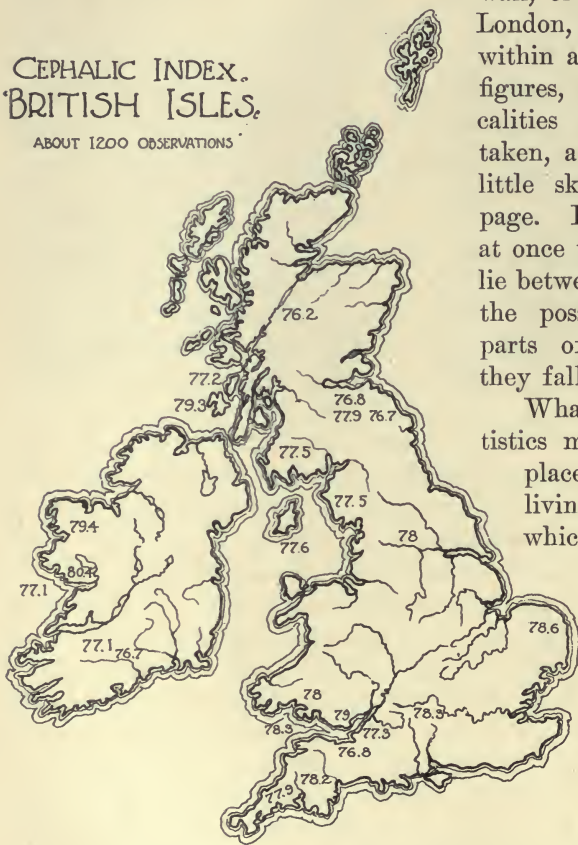 CEPHALIC INDEX.
BRITISH ISLES.
ABOUT 1200 OBSERVATIONS
76.2
77.2
79.3
76.8
77.9 76.7
77.5
77.5
77.6
78
79.4
80.4
77.1
77.1
76.7
78.6
78
79
78.3
77.3
78.3
76.8
78.2
77.9
London,
within a
figures,
calities
taken, a
little sk
page. I
at once
lie betwe
the pos
parts o
they fall
Wha
tistics m
place
livin
whic